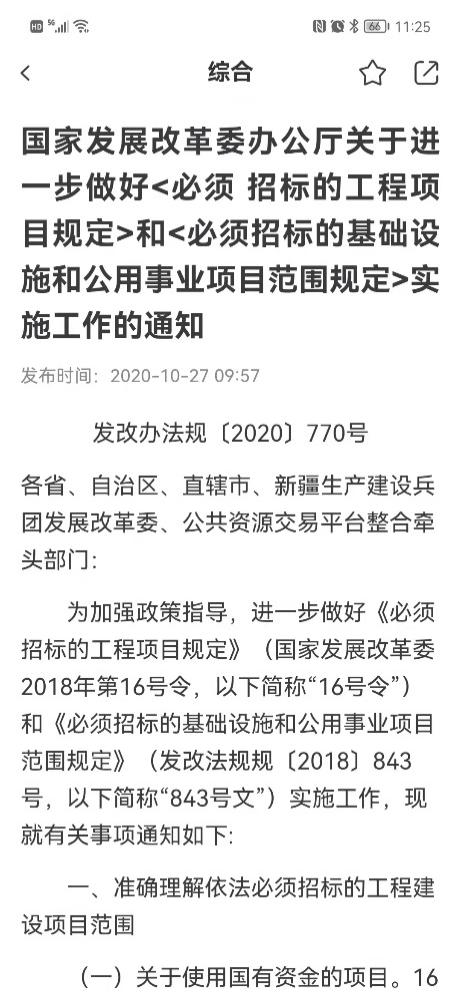 HD 5G 66 11:25
综合
国家发展改革委办公厅关于进
一步做好<必须 招标的工程项
目规定>和<必须招标的基础设
施和公用事业项目范围规定>实
施工作的通知
发布时间：2020-10-27 09:57
发改办法规〔2020〕770号
各省、自治区、直辖市、新疆生产建设兵
团发展改革委、公共资源交易平台整合牵
头部门：
为加强政策指导，进一步做好《必须
招标的工程项目规定》（国家发展改革委
2018年第16号令，以下简称“16号令”）
和《必须招标的基础设施和公用事业项目
范围规定》（发改法规规〔2018〕843
号，以下简称“843号文”）实施工作，现
就有关事项通知如下:
一、准确理解依法必须招标的工程建
设项目范围
（一）关于使用国有资金的项目。16